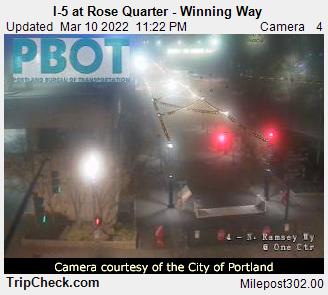 I-5 at Rose Quarter - Winning Way
Updated Mar 10 2022 11:22 PM Camera 4
PBOT
PORTLAND BUREAU OF TRANSPORTATION
4 - N. Ramsey Wy
@ One Ctr
Camera courtesy of the City of Portland
TripCheck.com Milepost302.00